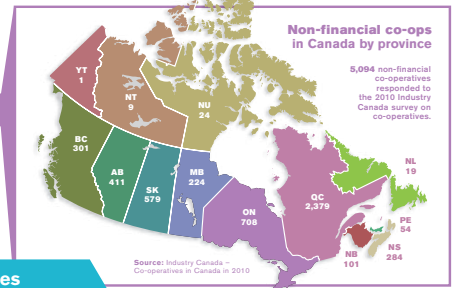 Non-financial co-ops
in Canada by province
5,094 non-financial
co-operatives
responded to
the 2010 Industry
Canada survey on
co-operatives.
YT
1
NT
9
NU
24
BC
301
AB
411
SK
579
MB
224
ON
708
QC
2,379
NL
19
PE
54
NS
284
NB
101
Source: Industry Canada –
Co-operatives in Canada in 2010
es